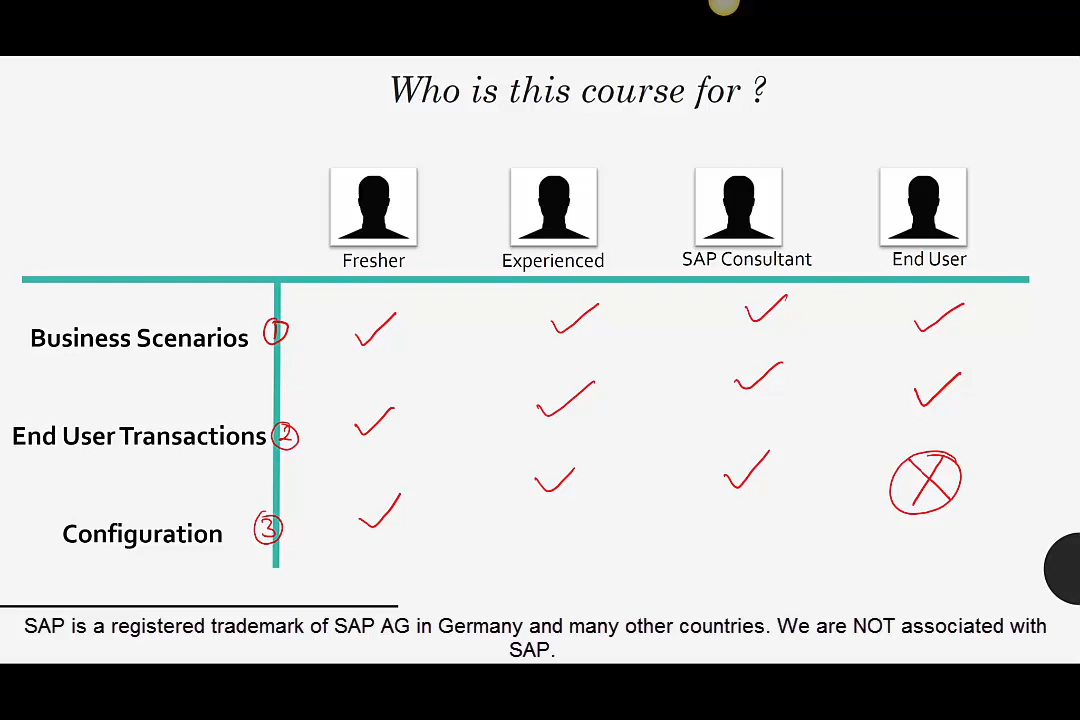 Who is this course for ?
Fresher Experienced SAP Consultant End User
Business Scenarios 1
End User Transactions 2
Configuration 3
SAP is a registered trademark of SAP AG in Germany and many other countries. We are NOT associated with
SAP.